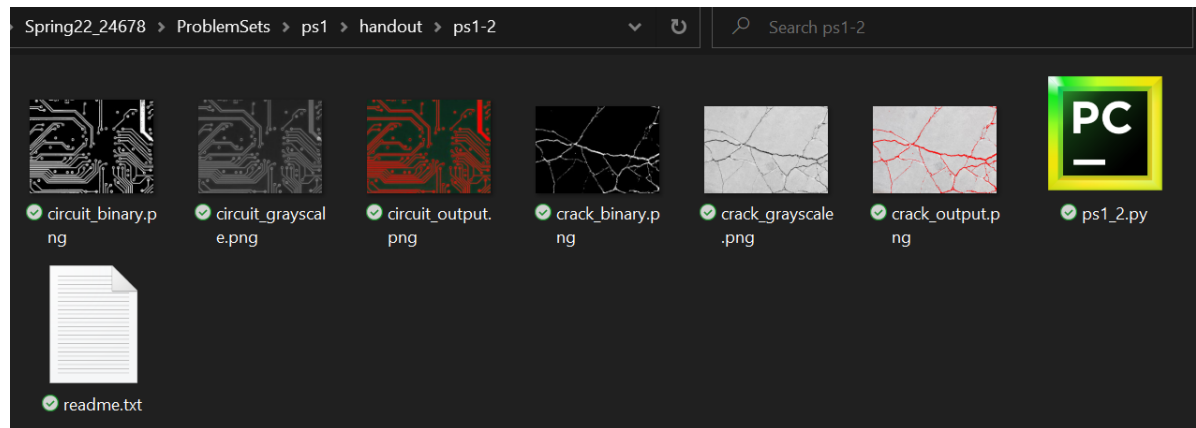 Spring22_24678 > ProblemSets > ps1 > handout > ps1-2
Search ps1-2
circuit_binary.p
ng
circuit_grayscal
e.png
circuit_output.
png
crack_binary.p
ng
crack_grayscale
.png
crack_output.p
ng
PC
ps1_2.py
readme.txt